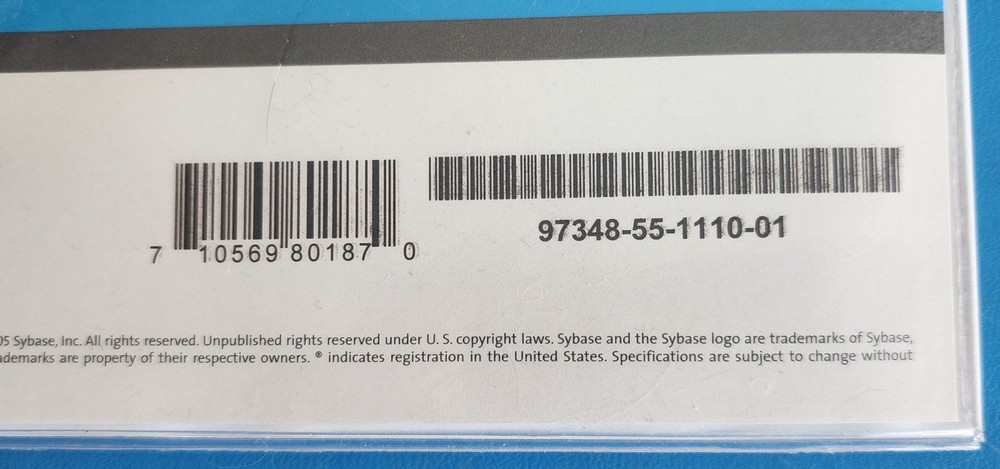 7 10569 80187 0
97348-55-1110-01
05 Sybase, Inc. All rights reserved. Unpublished rights reserved under U. S. copyright laws. Sybase and the Sybase logo are trademarks of Sybase,
ademarks are property of their respective owners. ® indicates registration in the United States. Specifications are subject to change without